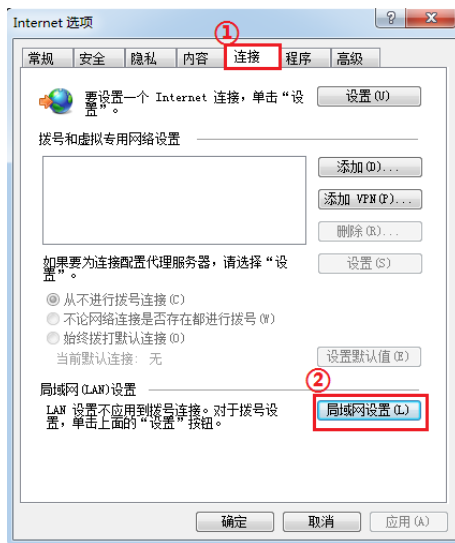 Internet 选项
?
X
①
常规 安全 隐私 内容 连接 程序 高级
要设置一个 Internet 连接，单击“设
置”。
设置(U)
拨号和虚拟专用网络设置
添加(D)...
添加 VPN(P)...
删除(R)...
如果要为连接配置代理服务器，请选择“设
置”。
设置(S)
从不进行拨号连接(C)
不论网络连接是否存在都进行拨号(W)
始终拨打默认连接(O)
当前默认连接: 无
设置默认值(E)
②
局域网(LAN)设置
LAN 设置不应用到拨号连接。对于拨号设
置，单击上面的“设置”按钮。
局域网设置(L)
确定 取消 应用(A)